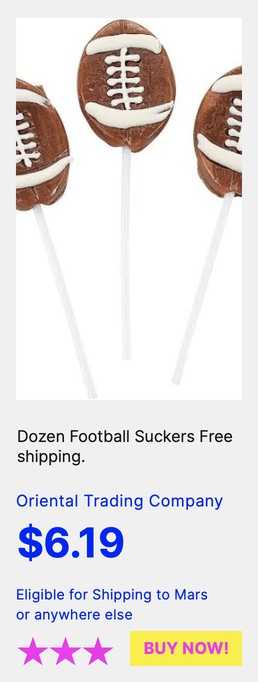 Dozen Football Suckers Free
shipping.
Oriental Trading Company
$6.19
Eligible for Shipping to Mars
or anywhere else
BUY NOW!